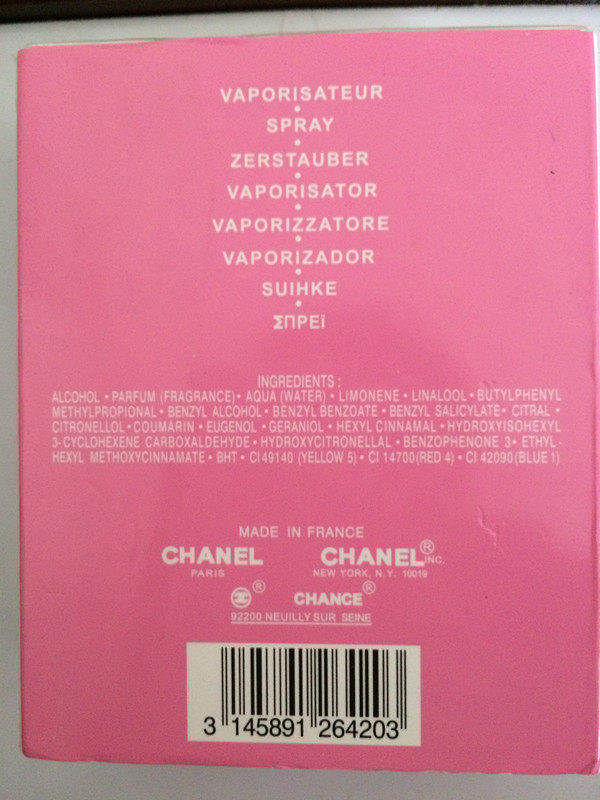 VAPORISATEUR
•
SPRAY
•
ZERSTAUBER
•
VAPORISATOR
•
VAPORIZZATORE
•
VAPORIZADOR
•
SUIHKE
•
ΣΠΡΕΪ
INGREDIENTS :
ALCOHOL • PARFUM (FRAGRANCE) • AQUA (WATER) • LIMONENE • LINALOOL • BUTYLPHENYL
METHYLPROPIONAL • BENZYL ALCOHOL • BENZYL BENZOATE • BENZYL SALICYLATE • CITRAL •
CITRONELLOL • COUMARIN • EUGENOL • GERANIOL • HEXYL CINNAMAL • HYDROXYISOHEXYL
3-CYCLOHEXENE CARBOXALDEHYDE • HYDROXYCITRONELLAL • BENZOPHENONE 3 • ETHYL-
HEXYL METHOXYCINNAMATE • BHT • CI 49140 (YELLOW 5) • CI 14700(RED 4) • CI 42090(BLUE 1)
MADE IN FRANCE
CHANEL CHANEL® INC.
PARIS NEW YORK, N.Y. 10019
® CHANCE®
92200 NEUILLY SUR SEINE
3 145891 264203